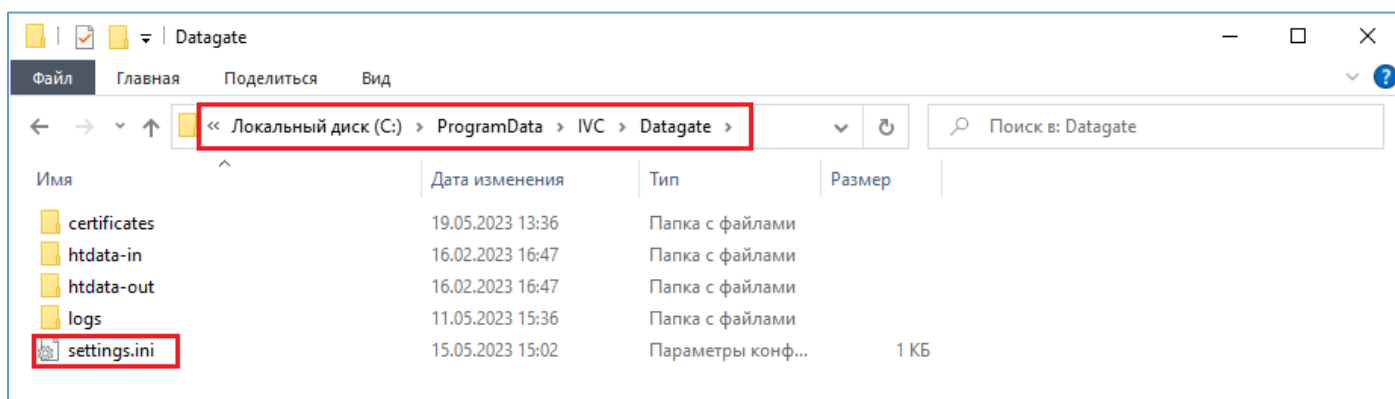 Datagate
Файл Главная Поделиться Вид
« Локальный диск (C:) › ProgramData › IVC › Datagate › Поиск в: Datagate
Имя Дата изменения Тип Размер
certificates 19.05.2023 13:36 Папка с файлами
htdata-in 16.02.2023 16:47 Папка с файлами
htdata-out 16.02.2023 16:47 Папка с файлами
logs 11.05.2023 15:36 Папка с файлами
settings.ini 15.05.2023 15:02 Параметры конф... 1 КБ